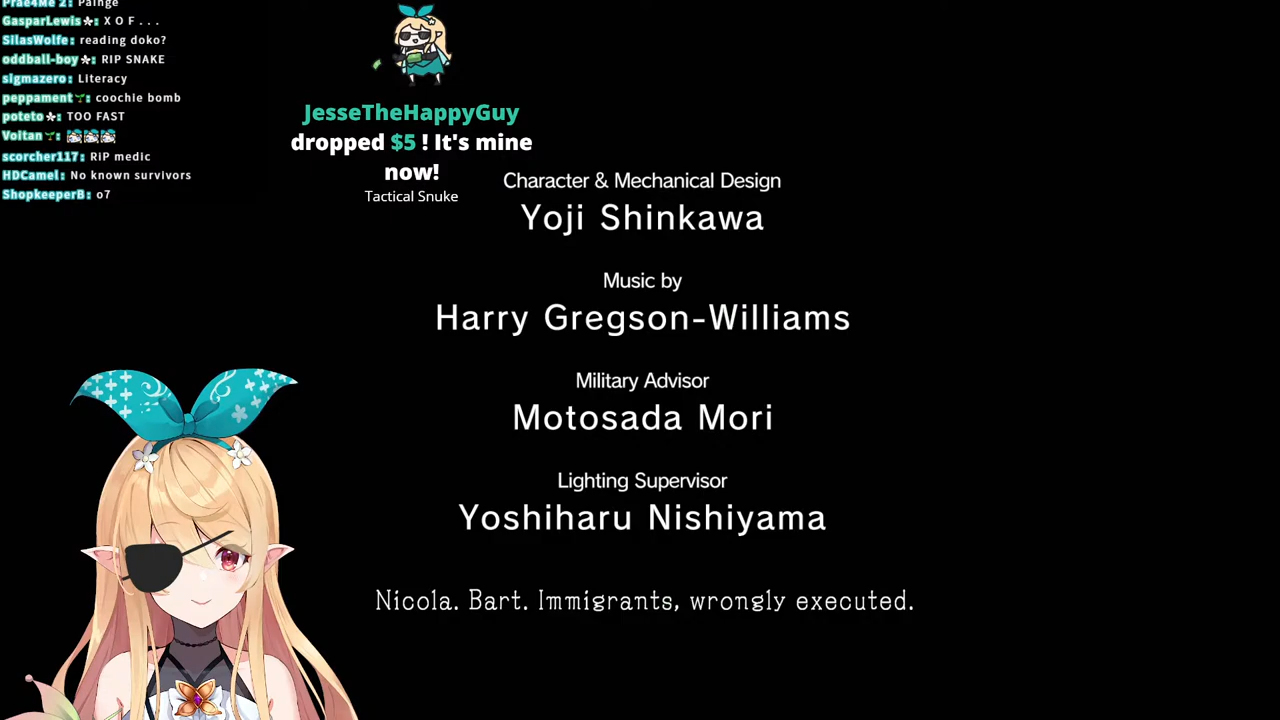 Prae4Me 2: Painge
GasparLewis: X O F . . .
SilasWolfe: reading doko?
oddball-boy: RIP SNAKE
sigmazero: Literacy
peppament: coochie bomb
poteto: TOO FAST
Voltan:
scorcher117: RiP medic
HDCamel: No known survivors
ShopkeeperB: o7
JesseTheHappyGuy
dropped $5 ! It's mine
now!
Tactical Snuke
Character & Mechanical Design
Yoji Shinkawa
Music by
Harry Gregson-Williams
Military Advisor
Motosada Mori
Lighting Supervisor
Yoshiharu Nishiyama
Nicola. Bart. Immigrants, wrongly executed.